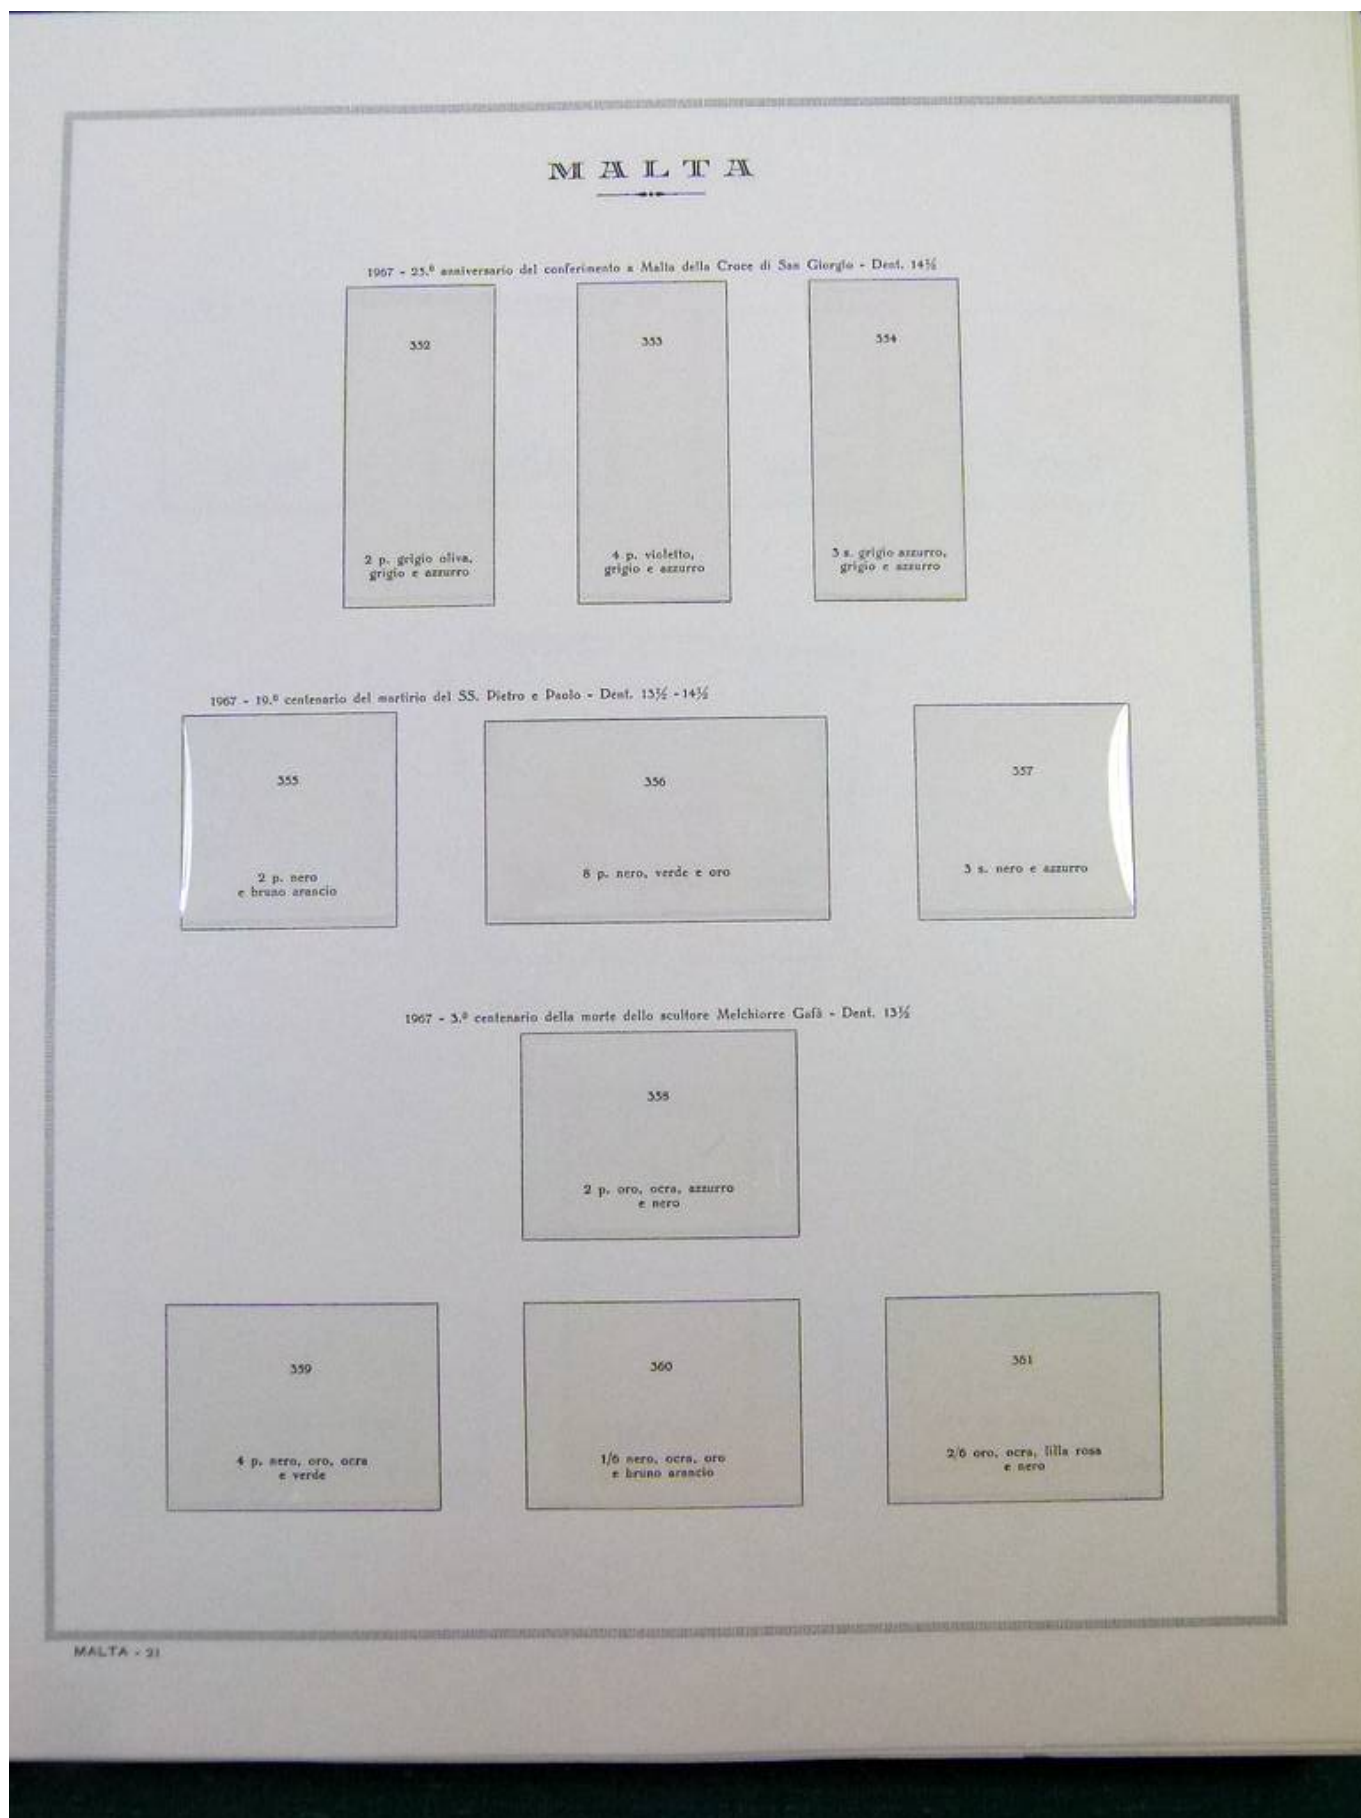 MALTA
1967 - 25.º anniversario del conferimento a Malta della Croce di San Giorgio - Dent. 14½
352
353
354
2 p. grigio oliva,
grigio e azzurro
4 p. violetto,
grigio e azzurro
3 s. grigio azzurro,
grigio e azzurro
1967 - 19.º centenario del martirio del SS. Pietro e Paolo - Dent. 13½ - 14½
355
356
357
2 p. nero
e bruno arancio
8 p. nero, verde e oro
3 s. nero e azzurro
1967 - 3.º centenario della morte dello scultore Melchiorre Gafà - Dent. 13½
358
2 p. oro, ocra, azzurro
e nero
359
360
361
4 p. nero, oro, ocra
e verde
1/6 nero, ocra, oro
e bruno arancio
2/6 oro, ocra, lilla rosa
e nero
MALTA - 21